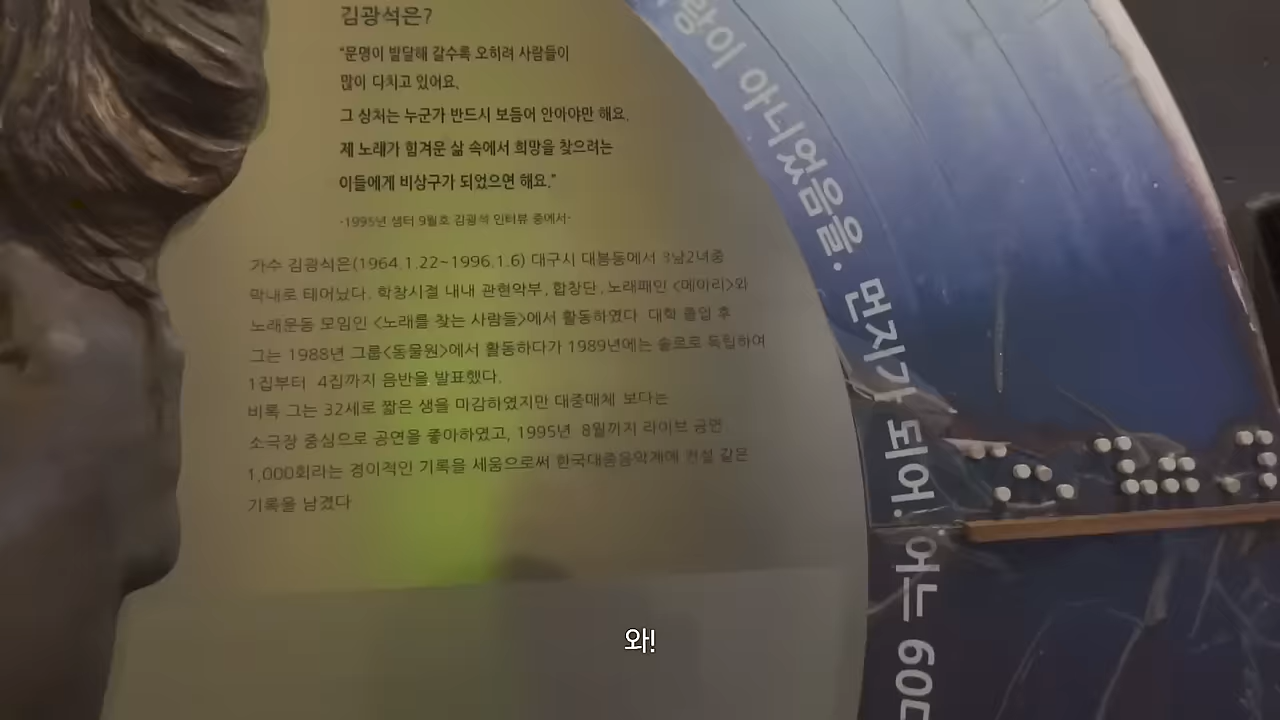 김광석은?
"문명이 발달해 갈수록 오히려 사람들이
많이 다치고 있어요.
그 상처는 누군가 반드시 보듬어 안아야만 해요.
제 노래가 힘겨운 삶 속에서 희망을 찾으려는
이들에게 비상구가 되었으면 해요."
-1995년 샘터 9월호 김광석 인터뷰 중에서-
가수 김광석은(1964.1.22~1996.1.6) 대구시 대봉동에서 3남2녀중
막내로 태어났다. 학창시절 내내 관현악부, 합창단, 노래패인 <메아리>와
노래운동 모임인 <노래를 찾는 사람들>에서 활동하였다 대학 졸업 후
그는 1988년 그룹<동물원>에서 활동하다가 1989년에는 솔로로 독립하여
1집부터 4집까지 음반을 발표했다.
비록 그는 32세로 짧은 생을 마감하였지만 대중매체 보다는
소극장 중심으로 공연을 좋아하였고, 1995년 8월까지 라이브 공연
1,000회라는 경이적인 기록을 세움으로써 한국대중음악계에 전설 같은
기록을 남겼다
랑이 아니었음을. 먼지가 되어! 어느 60
와!